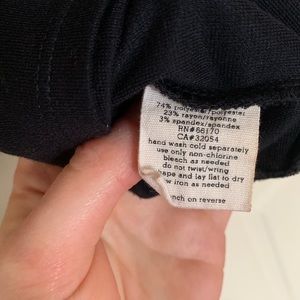 74% polyester/polyester
23% rayon/rayonne
3% spandex/spandex
RN#66170
CA#32054
hand wash cold separately
use only non-chlorine
bleach as needed
do not twist/wring
and lay flat to dry
iron as needed
on reverse